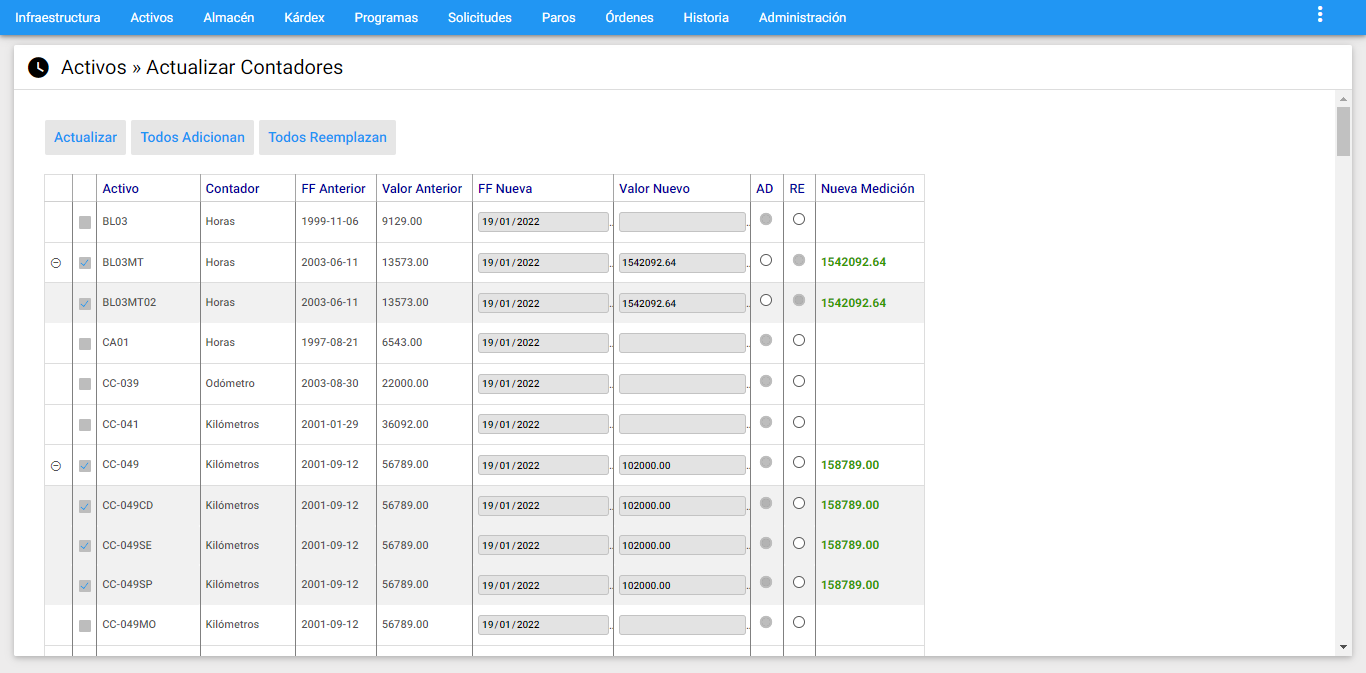 Infraestructura Activos Almacén Kárdex Programas Solicitudes Paros Órdenes Historia Administración
Activos » Actualizar Contadores
Actualizar Todos Adicionan Todos Reemplazan
Activo Contador FF Anterior Valor Anterior FF Nueva Valor Nuevo AD RE Nueva Medición
BL03 Horas 1999-11-06 9129.00 19/01/2022
BL03MT Horas 2003-06-11 13573.00 19/01/2022 1542092.64 1542092.64
BL03MT02 Horas 2003-06-11 13573.00 19/01/2022 1542092.64 1542092.64
CA01 Horas 1997-08-21 6543.00 19/01/2022
CC-039 Odómetro 2003-08-30 22000.00 19/01/2022
CC-041 Kilómetros 2001-01-29 36092.00 19/01/2022
CC-049 Kilómetros 2001-09-12 56789.00 19/01/2022 102000.00 158789.00
CC-049CD Kilómetros 2001-09-12 56789.00 19/01/2022 102000.00 158789.00
CC-049SE Kilómetros 2001-09-12 56789.00 19/01/2022 102000.00 158789.00
CC-049SP Kilómetros 2001-09-12 56789.00 19/01/2022 102000.00 158789.00
CC-049MO Kilómetros 2001-09-12 56789.00 19/01/2022